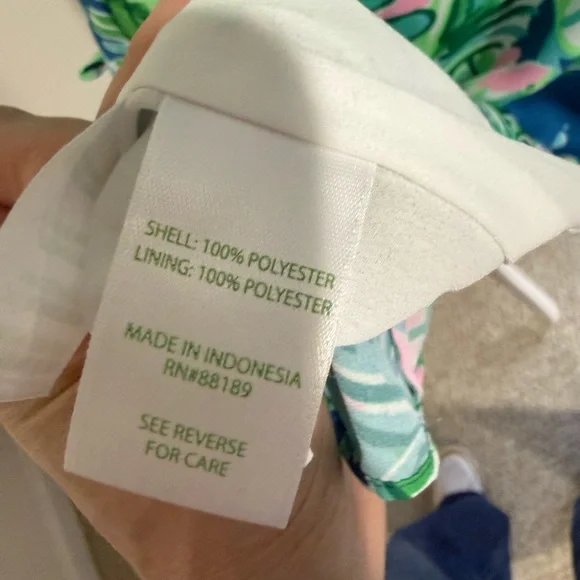 SHELL: 100% POLYESTER
LINING: 100% POLYESTER
MADE IN INDONESIA
RN#88189
SEE REVERSE
FOR CARE